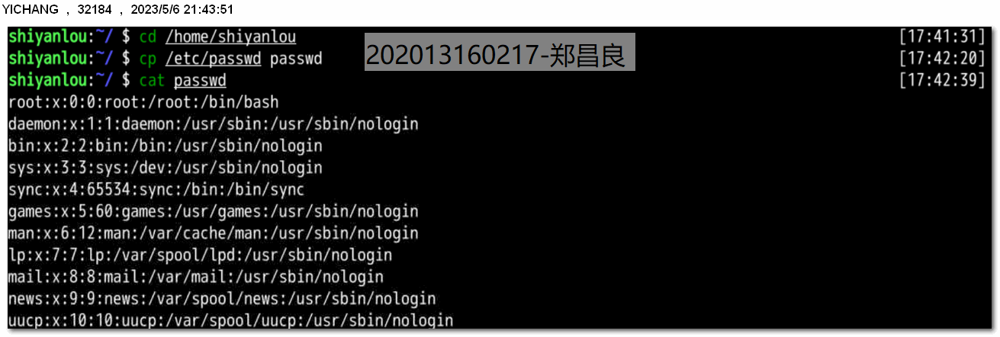 YICHANG , 32184 , 2023/5/6 21:43:51
shiyanlou:~/ $ cd /home/shiyanlou [17:41:31]
202013160217-郑昌良
shiyanlou:~/ $ cp /etc/passwd passwd [17:42:20]
shiyanlou:~/ $ cat passwd [17:42:39]
root:x:0:0:root:/root:/bin/bash
daemon:x:1:1:daemon:/usr/sbin:/usr/sbin/nologin
bin:x:2:2:bin:/bin:/usr/sbin/nologin
sys:x:3:3:sys:/dev:/usr/sbin/nologin
sync:x:4:65534:sync:/bin:/bin/sync
games:x:5:60:games:/usr/games:/usr/sbin/nologin
man:x:6:12:man:/var/cache/man:/usr/sbin/nologin
lp:x:7:7:lp:/var/spool/lpd:/usr/sbin/nologin
mail:x:8:8:mail:/var/mail:/usr/sbin/nologin
news:x:9:9:news:/var/spool/news:/usr/sbin/nologin
uucp:x:10:10:uucp:/var/spool/uucp:/usr/sbin/nologin